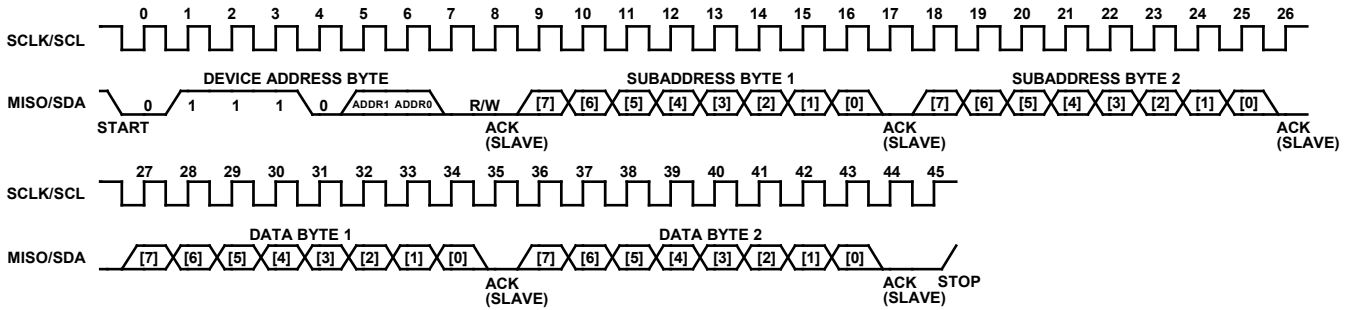 0 1 2 3 4 5 6 7 8 9 10 11 12 13 14 15 16 17 18 19 20 21 22 23 24 25 26
SCLK/SCL
DEVICE ADDRESS BYTE SUBADDRESS BYTE 1 SUBADDRESS BYTE 2
MISO/SDA 0 1 1 1 0 ADDR1 ADDR0 R/W [7] [6] [5] [4] [3] [2] [1] [0] [7] [6] [5] [4] [3] [2] [1] [0]
START ACK ACK ACK
(SLAVE) (SLAVE) (SLAVE)
27 28 29 30 31 32 33 34 35 36 37 38 39 40 41 42 43 44 45
SCLK/SCL
DATA BYTE 1 DATA BYTE 2
MISO/SDA [7] [6] [5] [4] [3] [2] [1] [0] [7] [6] [5] [4] [3] [2] [1] [0]
ACK ACK STOP
(SLAVE) (SLAVE)